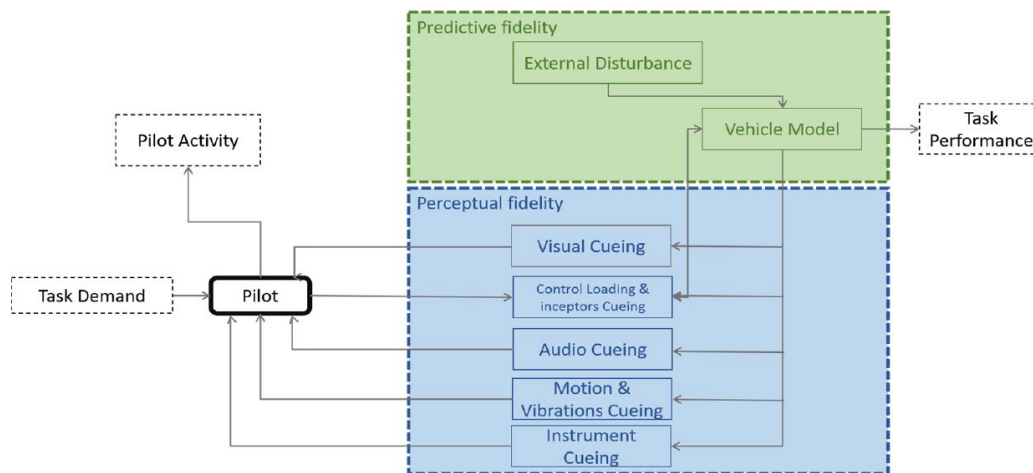 Predictive fidelity
External Disturbance
Vehicle Model
Task
Performance
Pilot Activity
Perceptual fidelity
Visual Cueing
Task Demand
Pilot
Control Loading &
inceptors Cueing
Audio Cueing
Motion &
Vibrations Cueing
Instrument
Cueing